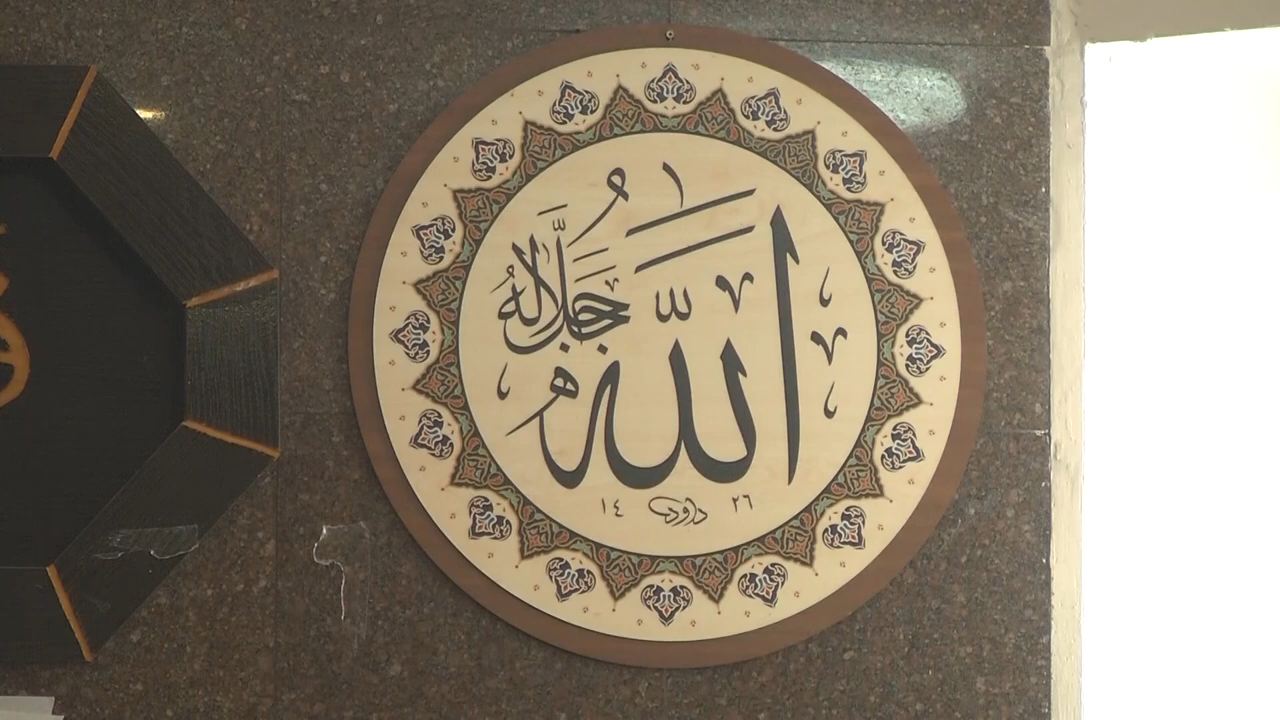 الله
جل جلاله
١٤ داود ٢٦